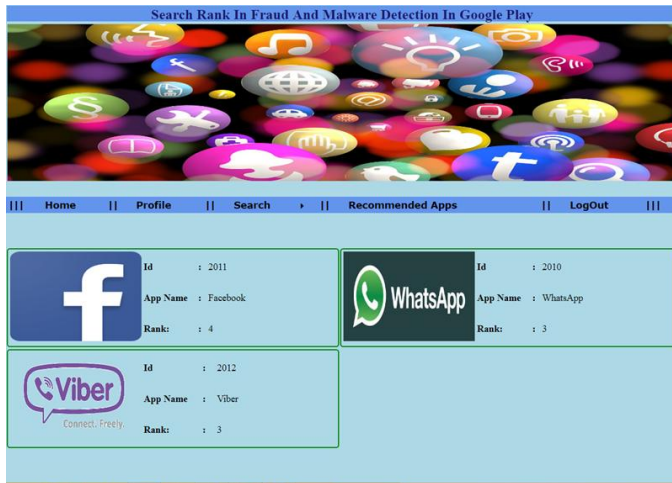 Search Rank In Fraud And Malware Detection In Google Play
||| Home || Profile || Search || Recommended Apps || LogOut |||
Id : 2011
App Name : Facebook
Rank: : 4
WhatsApp
Id : 2010
App Name : WhatsApp
Rank: : 3
Viber
Connect. Freely.
Id : 2012
App Name : Viber
Rank: : 3